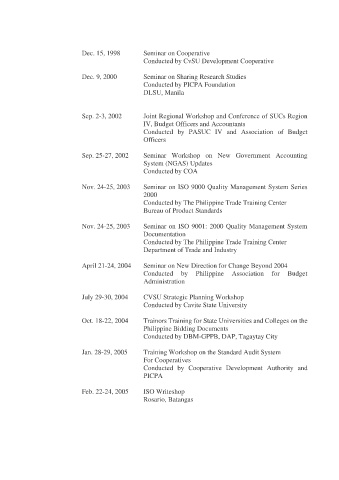 Dec. 15, 1998 Seminar on Cooperative
Conducted by CvSU Development Cooperative
Dec. 9, 2000 Seminar on Sharing Research Studies
Conducted by PICPA Foundation
DLSU, Manila
Sep. 2-3, 2002 Joint Regional Workshop and Conference of SUCs Region
IV, Budget Officers and Accountants
Conducted by PASUC IV and Association of Budget
Officers
Sep. 25-27, 2002 Seminar Workshop on New Government Accounting
System (NGAS) Updates
Conducted by COA
Nov. 24-25, 2003 Seminar on ISO 9000 Quality Management System Series
2000
Conducted by The Philippine Trade Training Center
Bureau of Product Standards
Nov. 24-25, 2003 Seminar on ISO 9001: 2000 Quality Management System
Documentation
Conducted by The Philippine Trade Training Center
Department of Trade and Industry
April 21-24, 2004 Seminar on New Direction for Change Beyond 2004
Conducted by Philippine Association for Budget
Administration
July 29-30, 2004 CVSU Strategic Planning Workshop
Conducted by Cavite State University
Oct. 18-22, 2004 Trainors Training for State Universities and Colleges on the
Philippine Bidding Documents
Conducted by DBM-GPPB, DAP, Tagaytay City
Jan. 28-29, 2005 Training Workshop on the Standard Audit System
For Cooperatives
Conducted by Cooperative Development Authority and
PICPA
Feb. 22-24, 2005 ISO Writeshop
Rosario, Batangas